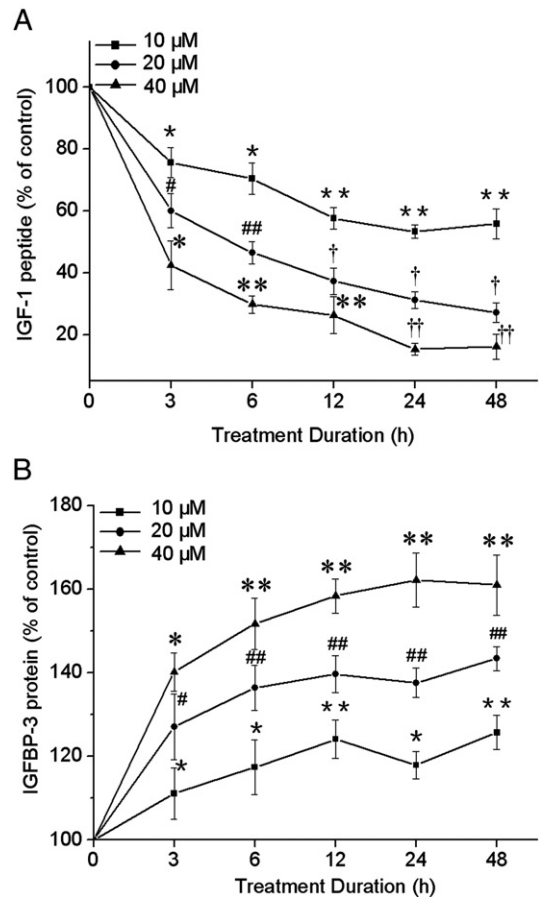 A
10 µM
20 µM
40 µM
IGF-1 peptide (% of control)
100
80
60
40
20
* * ** ** **
# ## † † †
* ** ** †† ††
0 3 6 12 24 48
Treatment Duration (h)
B
10 µM
20 µM
40 µM
IGFBP-3 protein (% of control)
180
160
140
120
100
* ** ** ** **
# ## ## ## ##
* * ** * **
0 3 6 12 24 48
Treatment Duration (h)